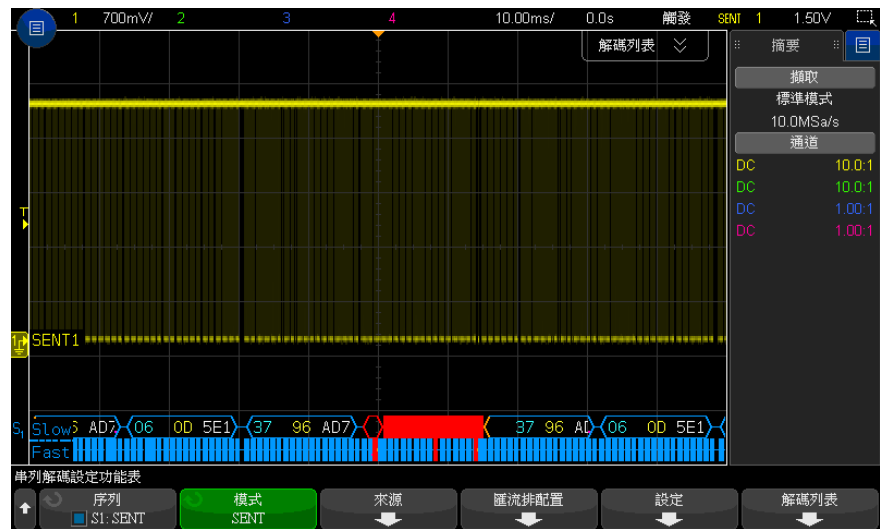 1 700mV/ 2 3 4 10.00ms/ 0.0s 觸發 SENT 1 1.50V
解碼列表
摘要
擷取
標準模式
10.0MSa/s
通道
DC 10.0:1
DC 10.0:1
DC 1.00:1
DC 1.00:1
T
SENT1
S1 Slow AD7 06 0D 5E1 37 96 AD7 37 96 AD 06 0D 5E1
Fast
串列解碼設定功能表
序列 模式 來源 匯流排配置 設定 解碼列表
S1: SENT SENT